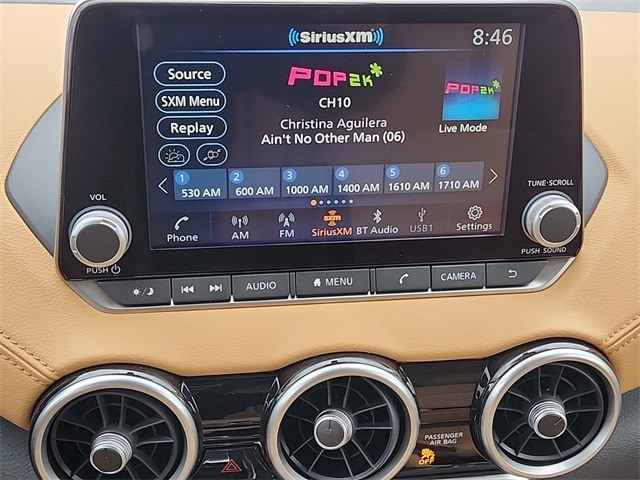 SiriusXM
8:46
Source
SXM Menu
Replay
POP2K*
CH10
Christina Aguilera
Ain't No Other Man (06)
POP2K*
Live Mode
1 530 AM
2 600 AM
3 1000 AM
4 1400 AM
5 1610 AM
6 1710 AM
Phone
AM
FM
sxm
SiriusXM
BT Audio
USB1
Settings
VOL
PUSH
TUNE·SCROLL
PUSH SOUND
AUDIO
MENU
CAMERA
PASSENGER
AIR BAG
OFF